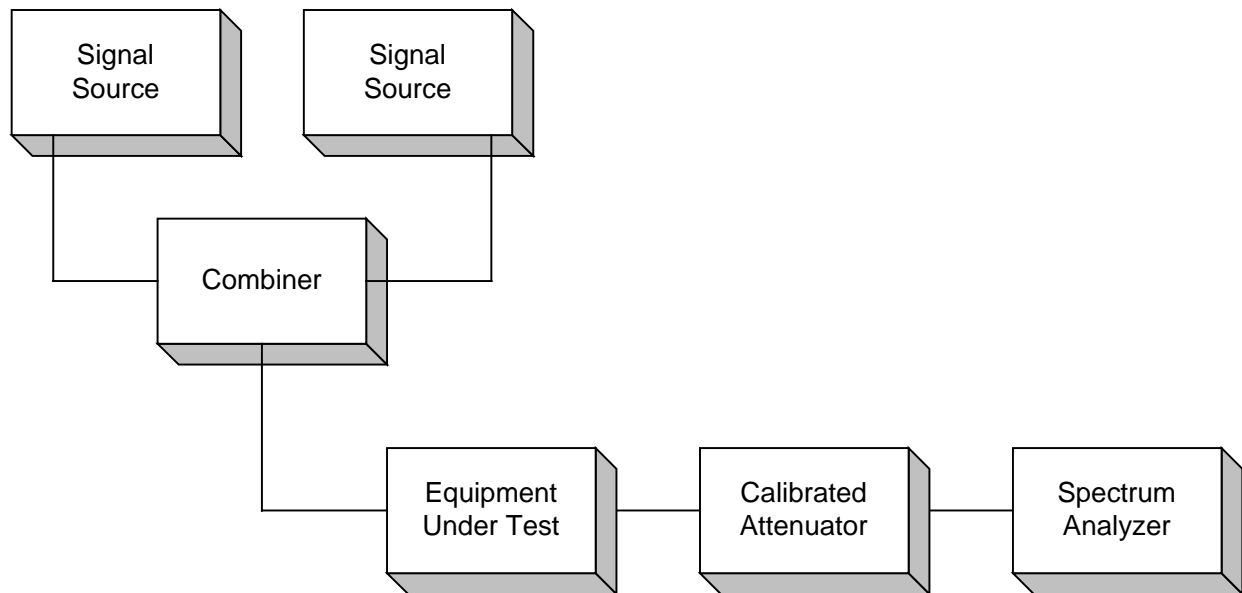 Signal
Source
Signal
Source
Combiner
Equipment
Under Test
Calibrated
Attenuator
Spectrum
Analyzer